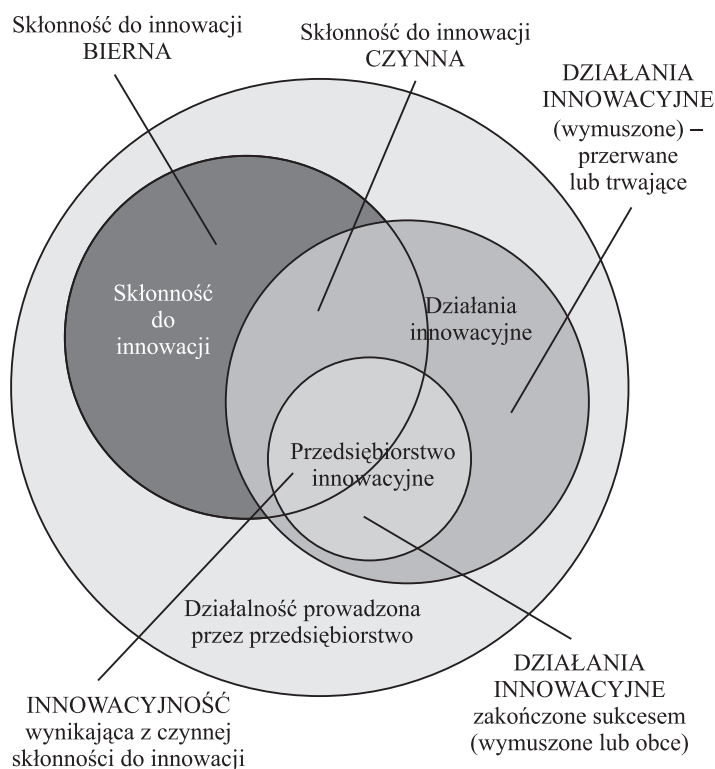 Skłonność do innowacji
BIERNA
Skłonność do innowacji
CZYNNA
DZIAŁANIA
INNOWACYJNE
(wymuszone) –
przerwane
lub trwające
Skłonność
do
innowacji
Działania
innowacyjne
Przedsiębiorstwo
innowacyjne
Działalność prowadzona
przez przedsiębiorstwo
INNOWACYJNOŚĆ
wynikająca z czynnej
skłonności do innowacji
DZIAŁANIA
INNOWACYJNE
zakończone sukcesem
(wymuszone lub obce)